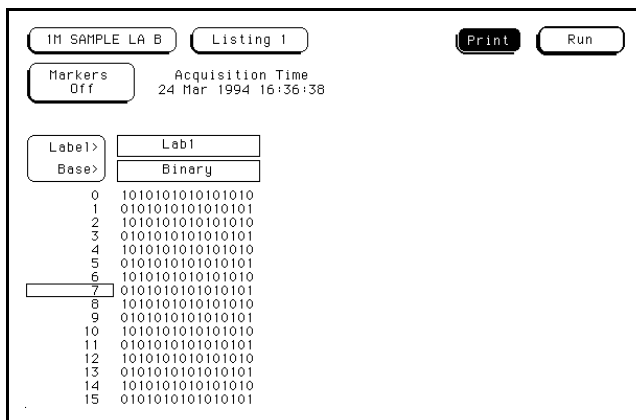 1M SAMPLE LA B Listing 1 Print Run
Markers Off
Acquisition Time
24 Mar 1994 16:36:38
Label> Lab1
Base> Binary
0 1010101010101010
1 0101010101010101
2 1010101010101010
3 0101010101010101
4 1010101010101010
5 0101010101010101
6 1010101010101010
7 0101010101010101
8 1010101010101010
9 0101010101010101
10 1010101010101010
11 0101010101010101
12 1010101010101010
13 0101010101010101
14 1010101010101010
15 0101010101010101